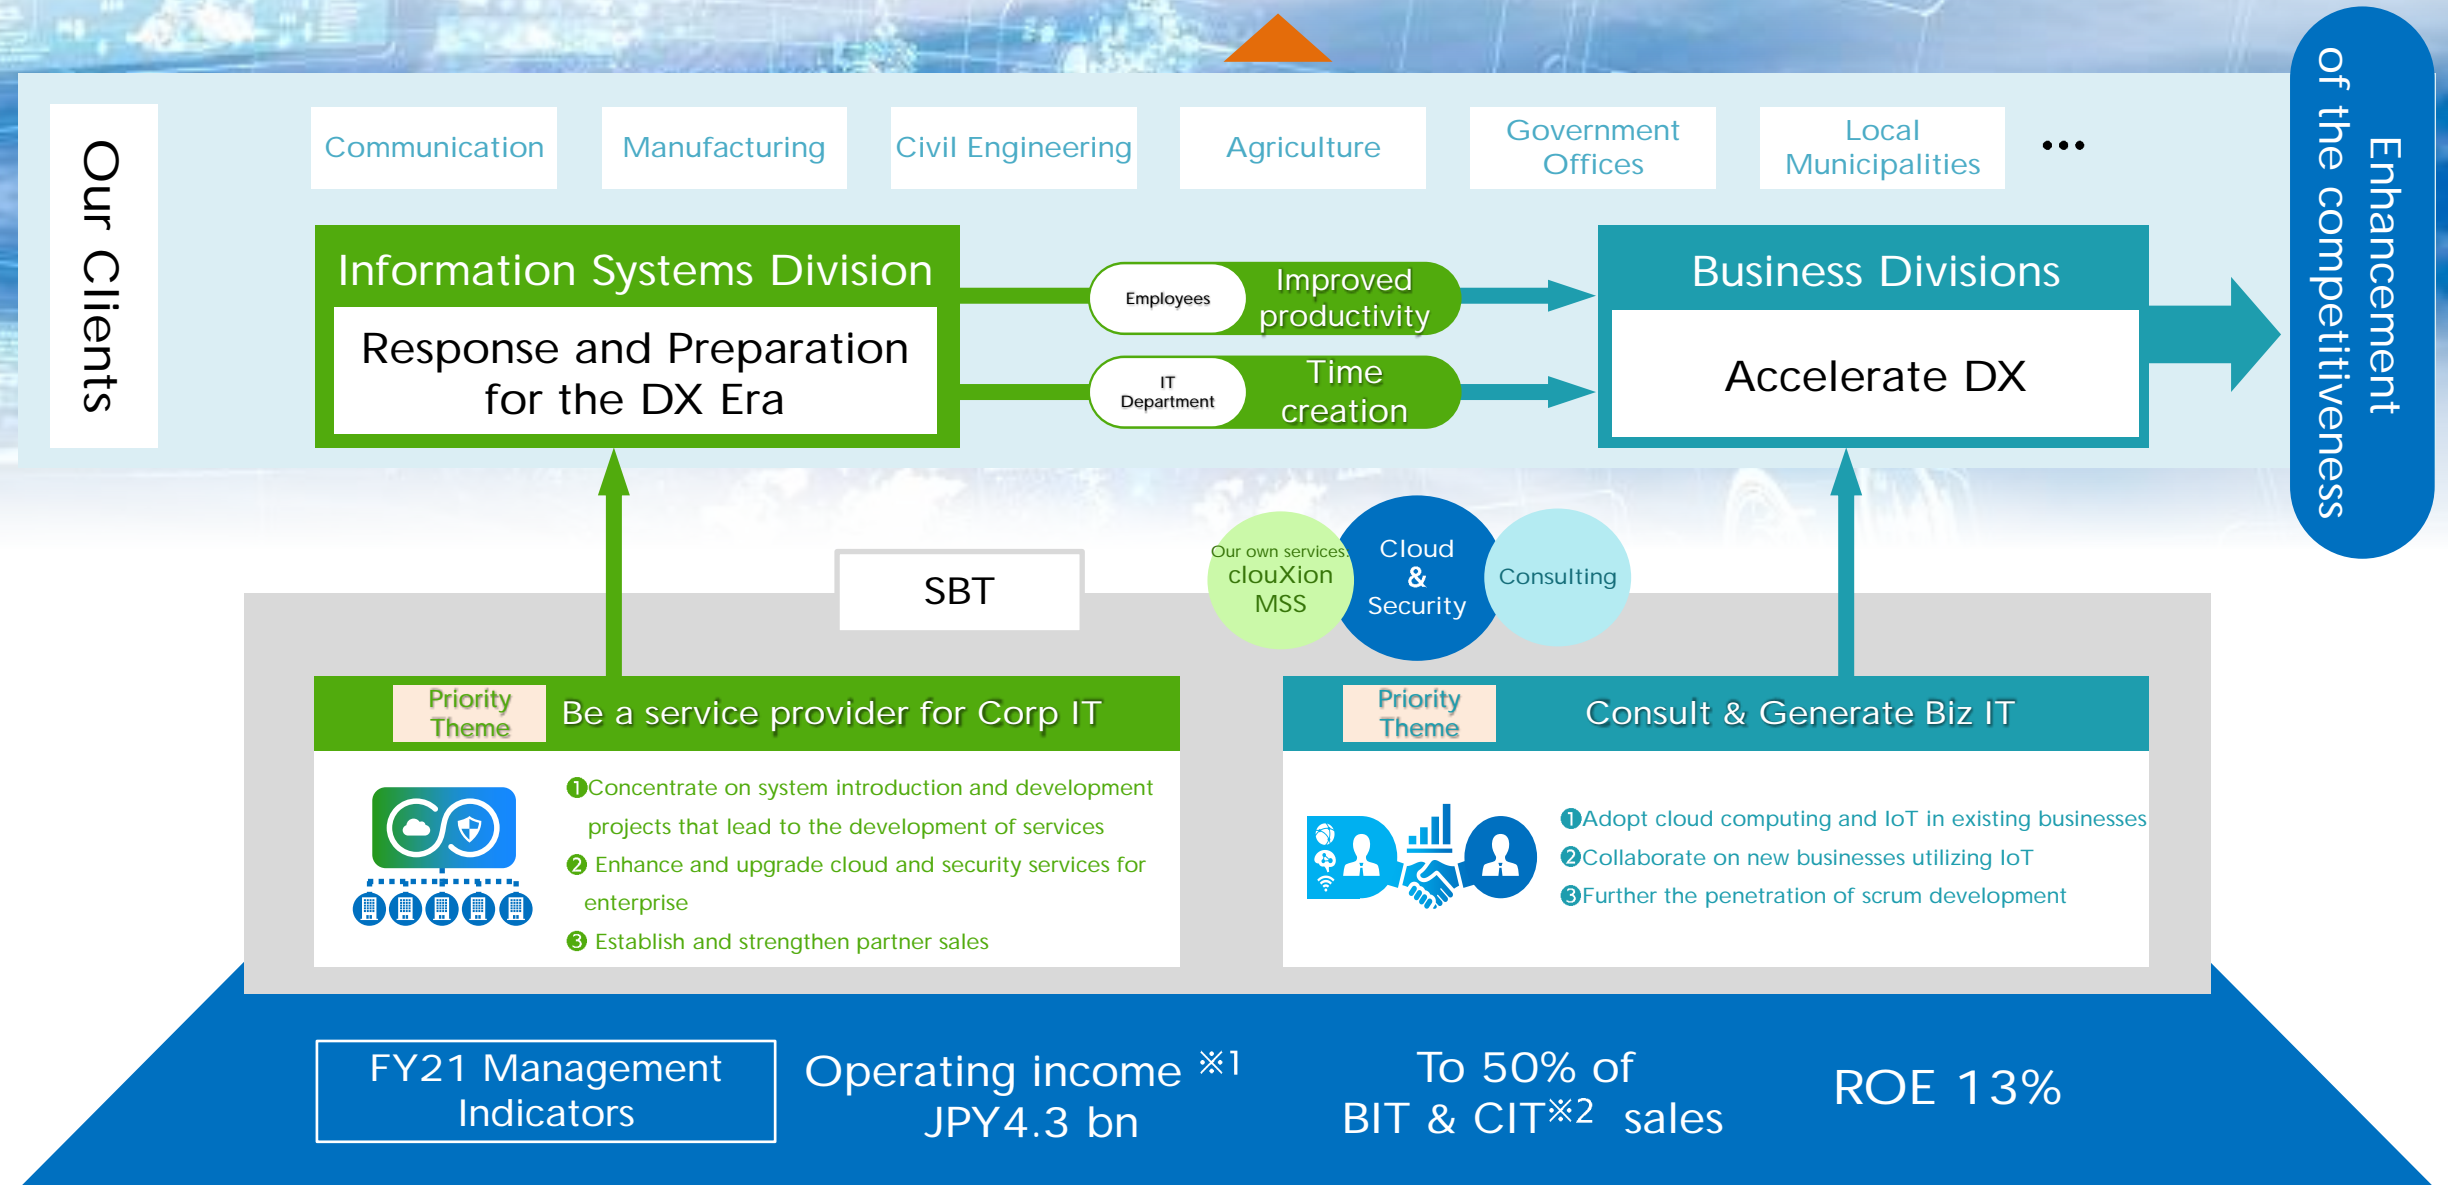 Our Clients
Communication
Manufacturing
Civil Engineering
Agriculture
Government
Offices
Local
Municipalities
•••
Information Systems Division
Response and Preparation
for the DX Era
Employees
Improved
productivity
IT
Department
Time
creation
Business Divisions
Accelerate DX
Enhancement
of the competitiveness
SBT
Our own services.
clouXion
MSS
Cloud
&
Security
Consulting
Priority
Theme
Be a service provider for Corp IT
❶Concentrate on system introduction and development
projects that lead to the development of services
❷ Enhance and upgrade cloud and security services for
enterprise
❸ Establish and strengthen partner sales
Priority
Theme
Consult & Generate Biz IT
❶Adopt cloud computing and IoT in existing businesses
❷Collaborate on new businesses utilizing IoT
❸Further the penetration of scrum development
FY21 Management
Indicators
Operating income ※1
JPY4.3 bn
To 50% of
BIT & CIT※2 sales
ROE 13%